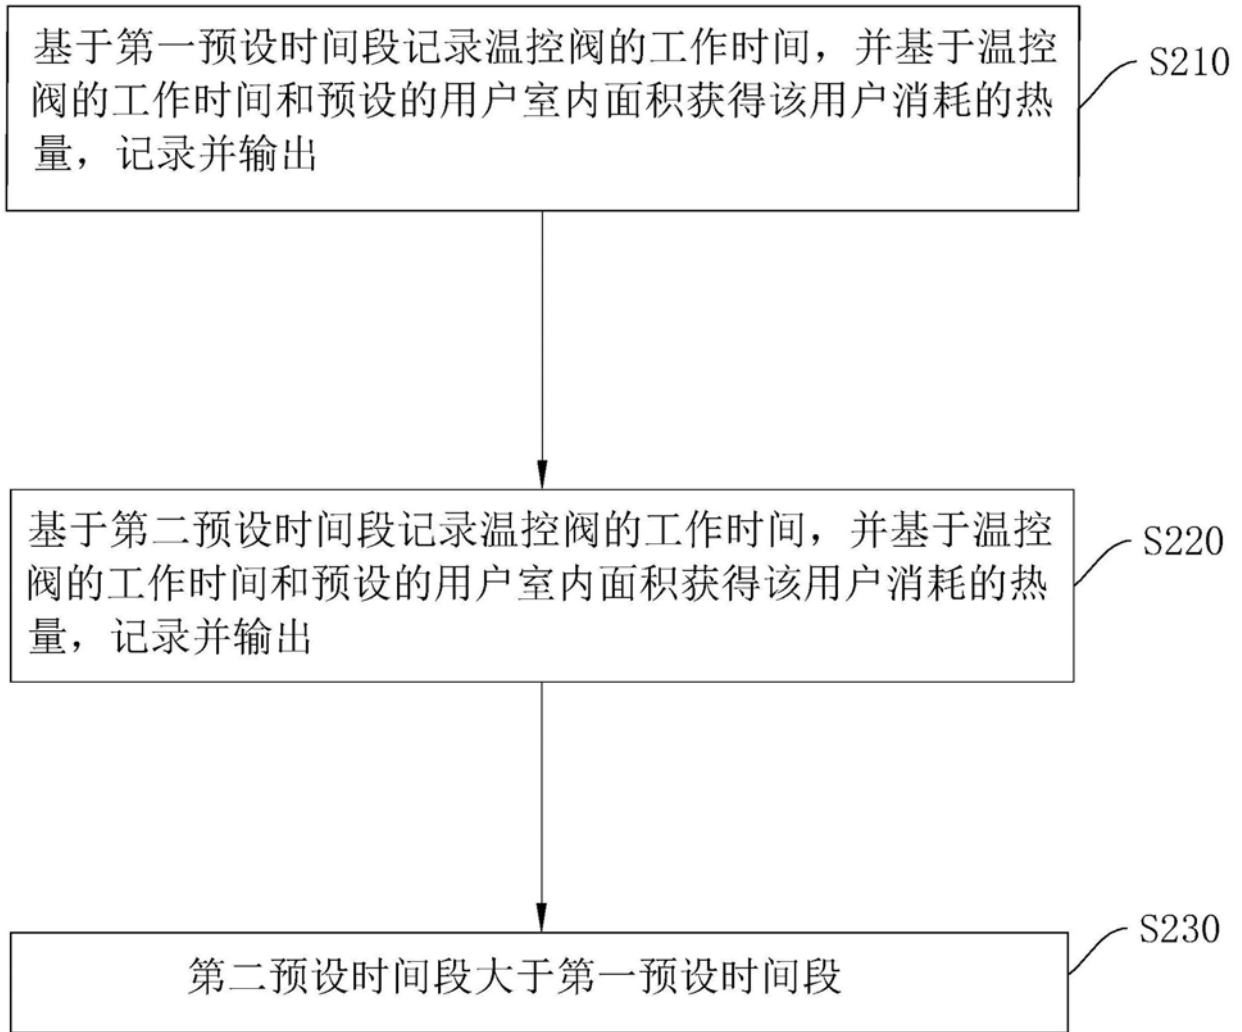 基于第一预设时间段记录温控阀的工作时间，并基于温控
阀的工作时间和预设的用户室内面积获得该用户消耗的热
量，记录并输出
S210
基于第二预设时间段记录温控阀的工作时间，并基于温控
阀的工作时间和预设的用户室内面积获得该用户消耗的热
量，记录并输出
S220
第二预设时间段大于第一预设时间段
S230